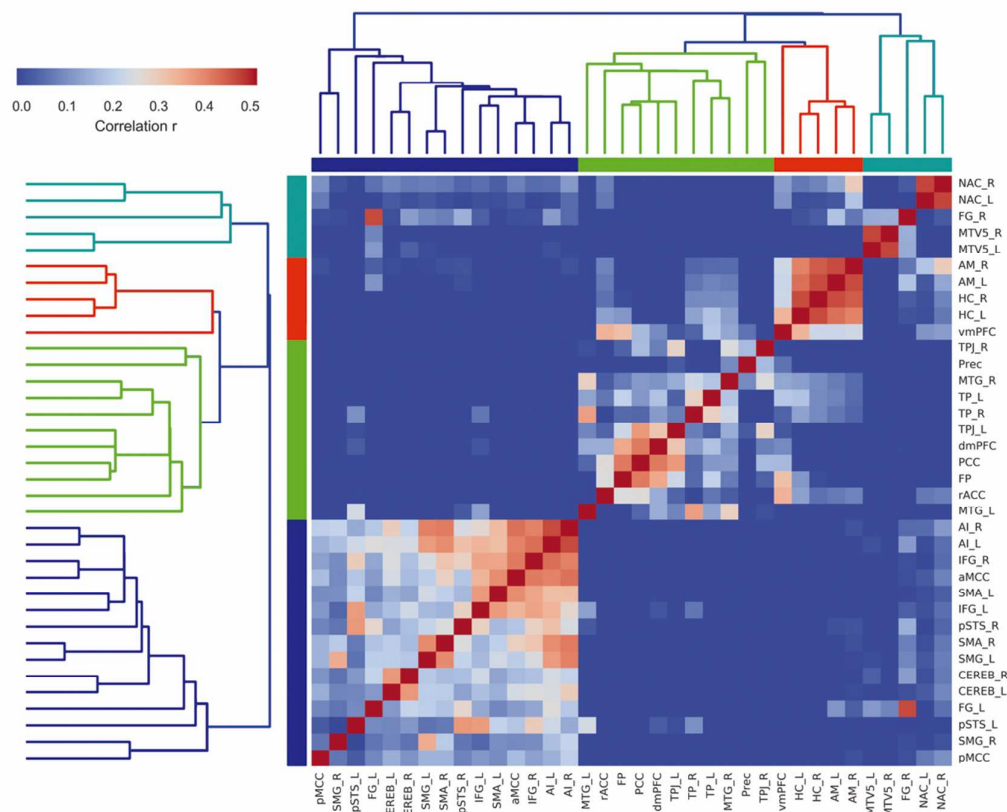 0.0 0.1 0.2 0.3 0.4 0.5
Correlation r
NAC_R
NAC_L
FG_R
MTV5_R
MTV5_L
AM_R
AM_L
HC_R
HC_L
vmPFC
TPJ_R
Prec
MTG_R
TP_L
TP_R
TPJ_L
dmPFC
PCC
FP
rACC
MTG_L
AI_R
AI_L
IFG_R
aMCC
SMA_L
IFG_L
pSTS_R
SMA_R
SMG_L
CEREB_R
CEREB_L
FG_L
pSTS_L
SMG_R
pMCC
pMCC
SMG_R
pSTS_L
FG_L
EREB_L
EREB_R
SMG_L
SMA_R
pSTS_R
IFG_L
SMA_L
aMCC
IFG_R
AI_L
AI_R
MTG_L
rACC
FP
PCC
dmPFC
TPJ_L
TP_R
TP_L
MTG_R
Prec
TPJ_R
vmPFC
HC_L
HC_R
AM_L
AM_R
MTV5_L
MTV5_R
FG_R
NAC_L
NAC_R